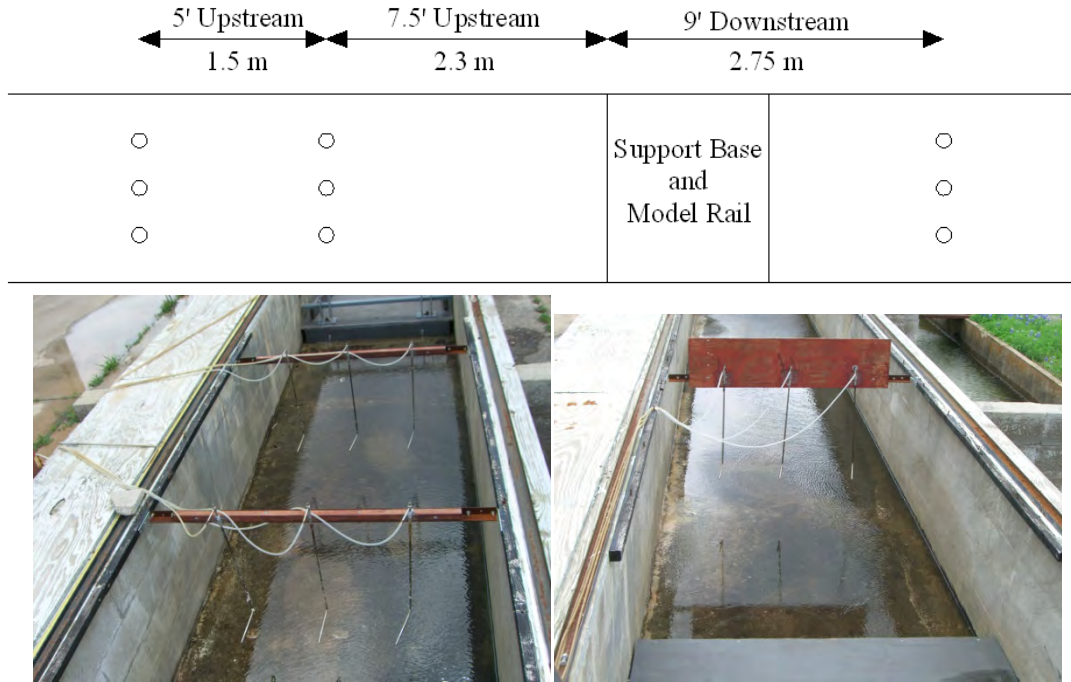 5' Upstream
7.5' Upstream
9' Downstream
1.5 m
2.3 m
2.75 m
Support Base
and
Model Rail